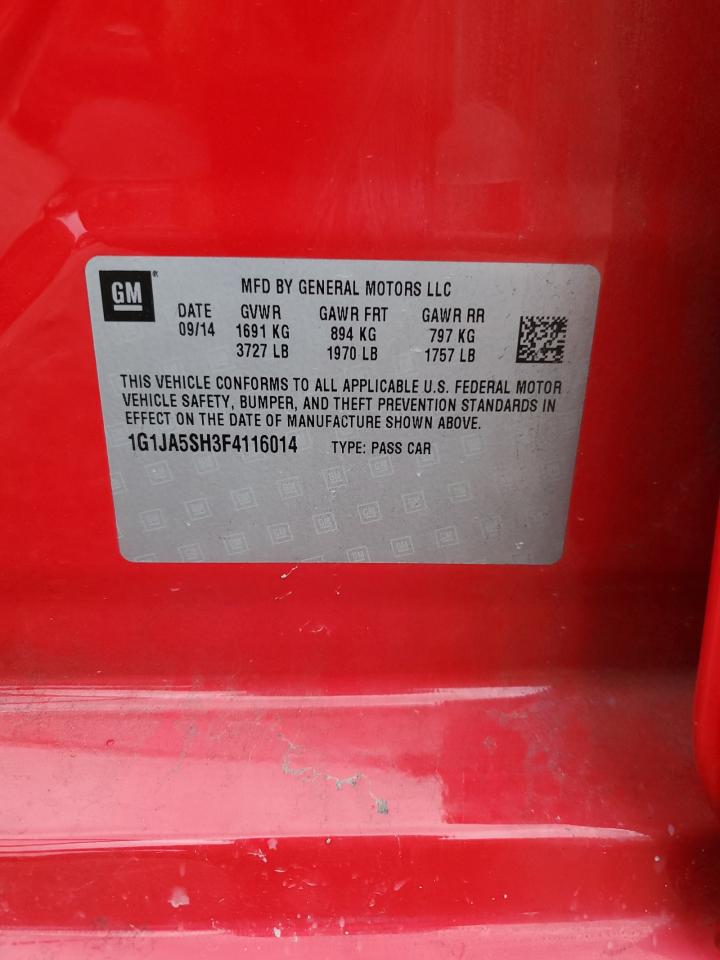 GM®
MFD BY GENERAL MOTORS LLC
DATE GVWR GAWR FRT GAWR RR
09/14 1691 KG 894 KG 797 KG
3727 LB 1970 LB 1757 LB
THIS VEHICLE CONFORMS TO ALL APPLICABLE U.S. FEDERAL MOTOR
VEHICLE SAFETY, BUMPER, AND THEFT PREVENTION STANDARDS IN
EFFECT ON THE DATE OF MANUFACTURE SHOWN ABOVE.
1G1JA5SH3F4116014 TYPE: PASS CAR